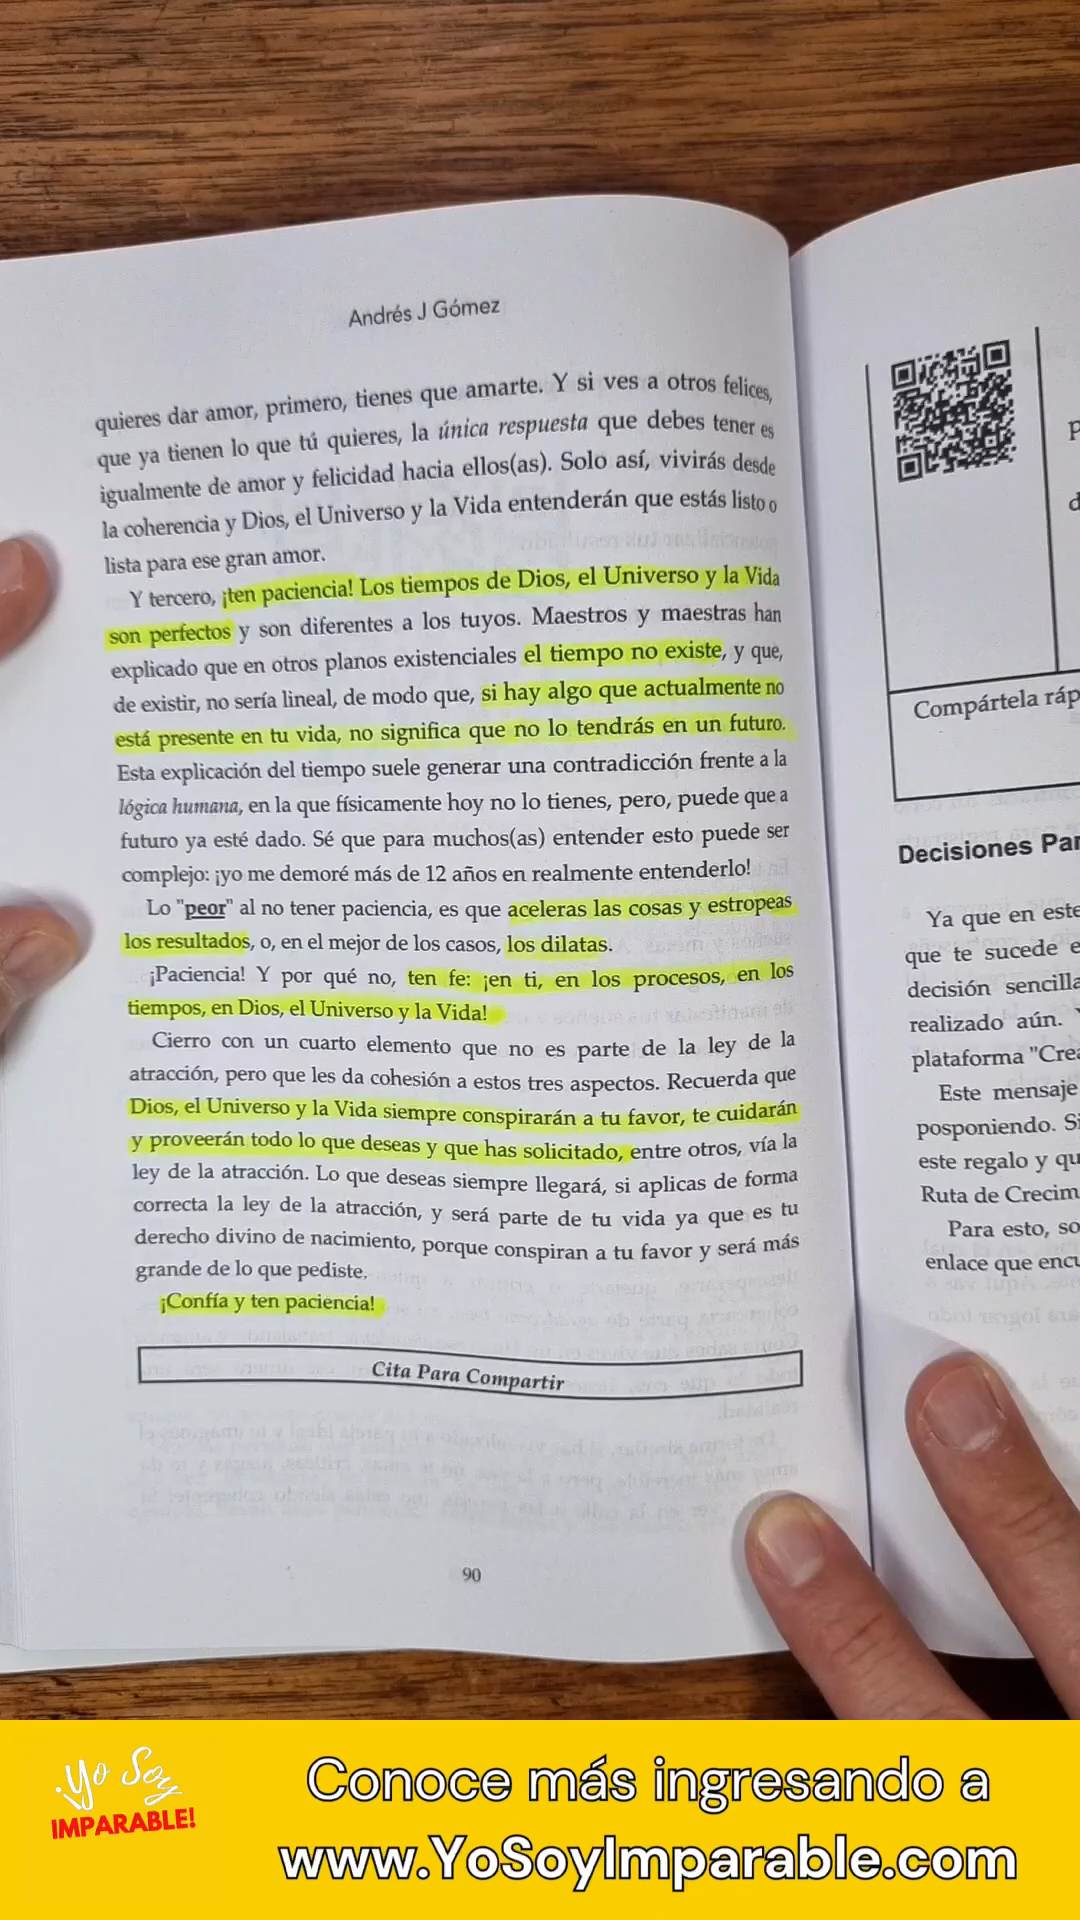 Andrés J Gómez
quieres dar amor, primero, tienes que amarte. Y si ves a otros felices,
que ya tienen lo que tú quieres, la única respuesta que debes tener es
igualmente de amor y felicidad hacia ellos(as). Solo así, vivirás desde
la coherencia y Dios, el Universo y la Vida entenderán que estás listo o
lista para ese gran amor.
Y tercero, ¡ten paciencia! Los tiempos de Dios, el Universo y la Vida
son perfectos y son diferentes a los tuyos. Maestros y maestras han
explicado que en otros planos existenciales el tiempo no existe, y que,
de existir, no sería lineal, de modo que, si hay algo que actualmente no
está presente en tu vida, no significa que no lo tendrás en un futuro.
Esta explicación del tiempo suele generar una contradicción frente a la
lógica humana, en la que físicamente hoy no lo tienes, pero, puede que a
futuro ya esté dado. Sé que para muchos(as) entender esto puede ser
complejo: ¡yo me demoré más de 12 años en realmente entenderlo!
Lo "peor" al no tener paciencia, es que aceleras las cosas y estropeas
los resultados, o, en el mejor de los casos, los dilatas.
¡Paciencia! Y por qué no, ten fe: ¡en ti, en los procesos, en los
tiempos, en Dios, el Universo y la Vida!
Cierro con un cuarto elemento que no es parte de la ley de la
atracción, pero que les da cohesión a estos tres aspectos. Recuerda que
Dios, el Universo y la Vida siempre conspirarán a tu favor, te cuidarán
y proveerán todo lo que deseas y que has solicitado, entre otros, vía la
ley de la atracción. Lo que deseas siempre llegará, si aplicas de forma
correcta la ley de la atracción, y será parte de tu vida ya que es tu
derecho divino de nacimiento, porque conspiran a tu favor y será más
grande de lo que pediste.
¡Confía y ten paciencia!
Cita Para Compartir
90
Compártela ráp
Decisiones Par
Ya que en este
que te sucede e
decisión sencilla
realizado aún.
plataforma "Crea
Este mensaje
posponiendo. Si
este regalo y qu
Ruta de Crecim
Para esto, so
enlace que encu
Yo Soy
IMPARABLE!
Conoce más ingresando a
www.YoSoyImparable.com